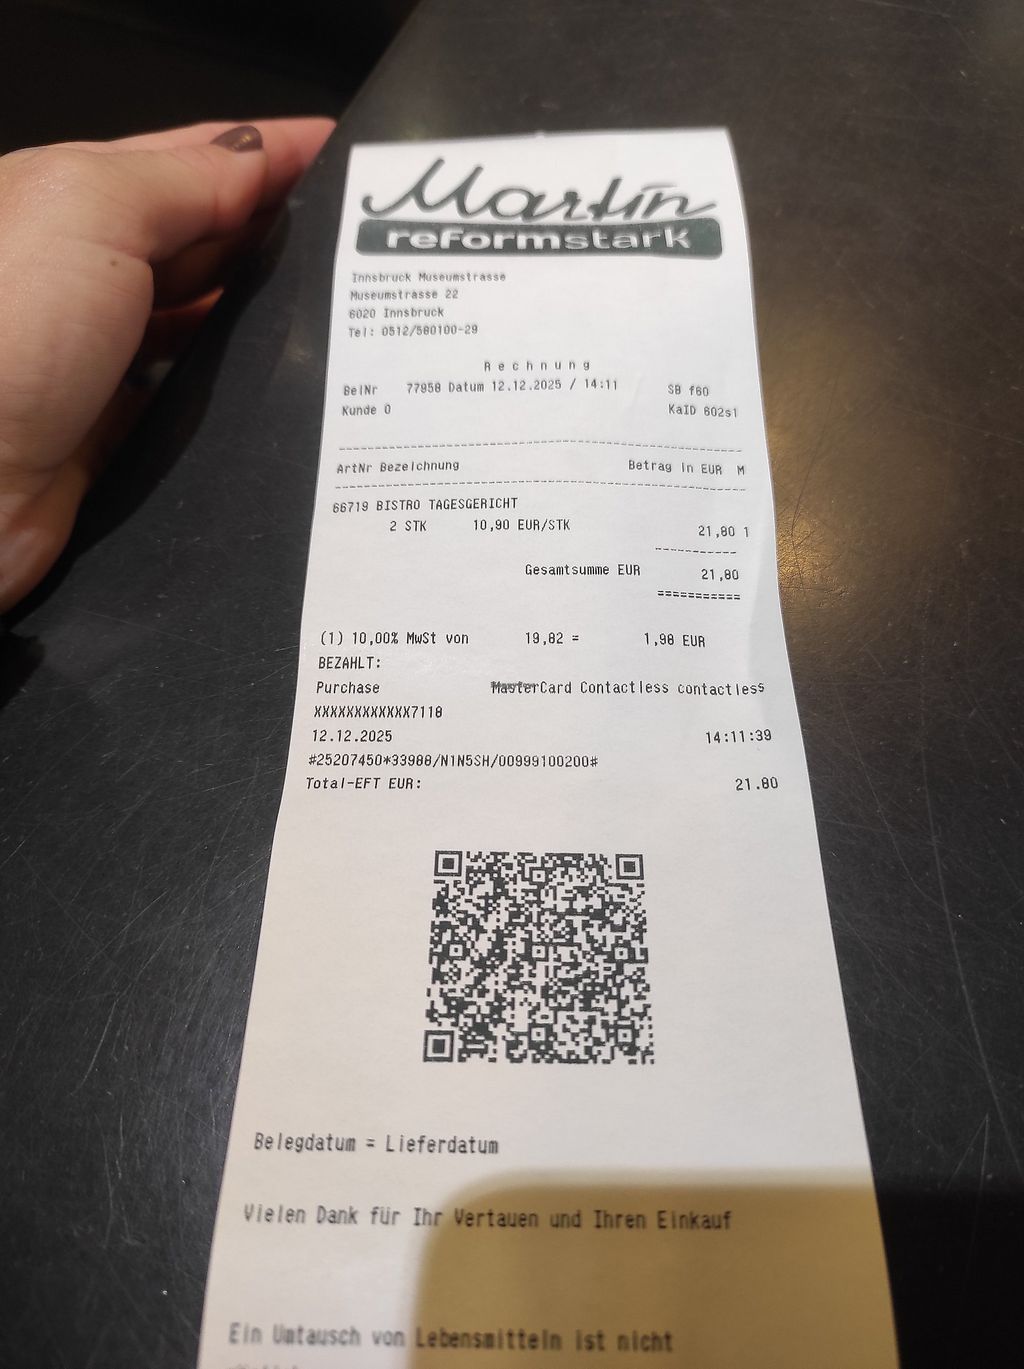 Martin
reformstark
Innsbruck Museumstrasse
Museumstrasse 22
6020 Innsbruck
Tel: 0512/580100-29
Rechnung
BelNr 77958 Datum 12.12.2025 / 14:11 SB f60
Kunde 0 KaID 602s1
ArtNr Bezeichnung Betrag in EUR M
66719 BISTRO TAGESGERICHT
2 STK 10,90 EUR/STK 21,80 1
Gesamtsumme EUR 21,80
(1) 10,00% MwSt von 19,82 = 1,98 EUR
BEZAHLT:
Purchase MasterCard Contactless contactless
XXXXXXXXXXXX7118
12.12.2025 14:11:39
#25207450*33988/N1N5SH/00999100200#
Total-EFT EUR: 21.80
Belegdatum = Lieferdatum
Vielen Dank für Ihr Vertauen und Ihren Einkauf
Ein Umtausch von Lebensmitteln ist nicht